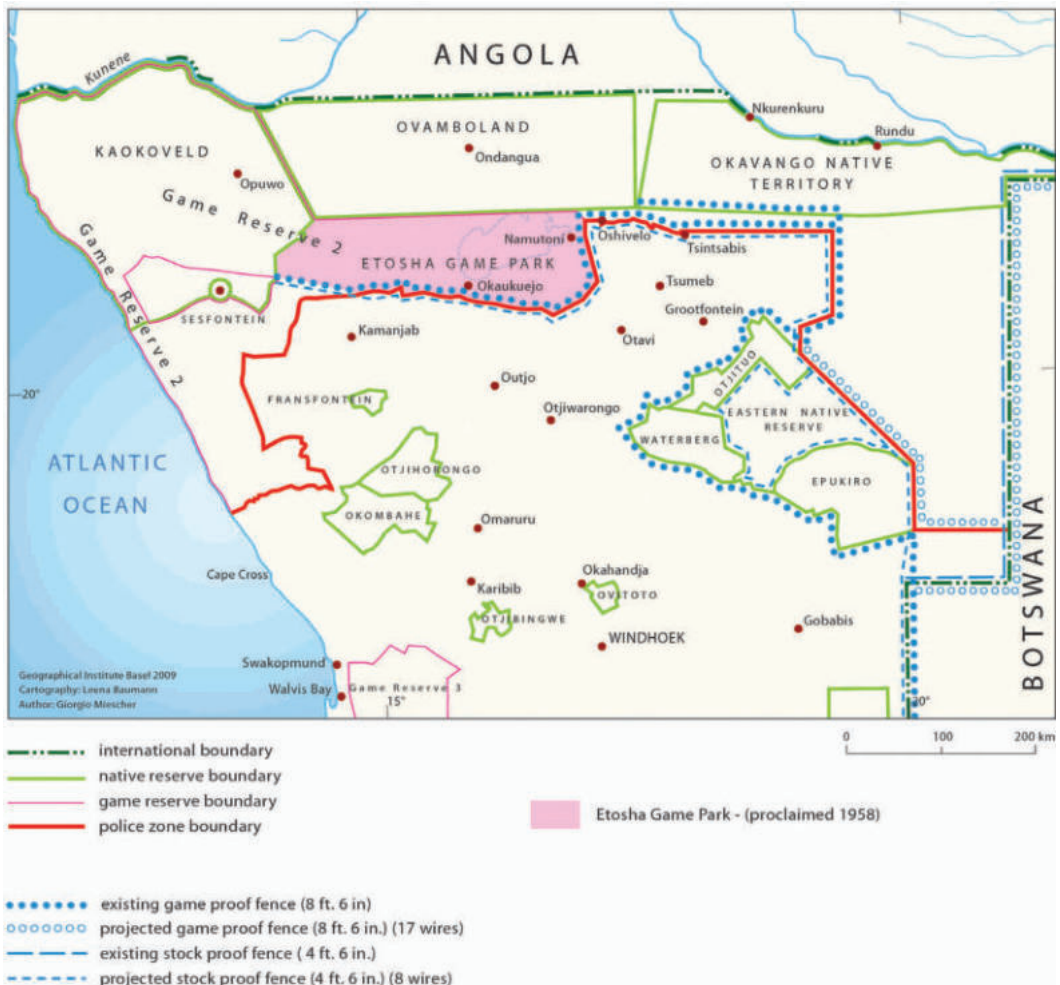 ANGOLA
Kunene
Nkurenkuru
OVAMBOLAND
Rundu
KAOKOVELD
Ondangua
OKAVANGO NATIVE
TERRITORY
Opuwo
Game Reserve 2
Oshivelo
Namutoni
Tsintsabis
ETOSHA GAME PARK
Game Reserve 2
Okaukuejo
Tsumeb
SESFONTEIN
Grootfontein
Kamanjab
Otavi
OTJITUO
20°
Outjo
FRANSFONTEIN
Otjiwarongo
EASTERN NATIVE
RESERVE
WATERBERG
ATLANTIC
OCEAN
OTJIHORONGO
EPUKIRO
OKOMBAHE
Omaruru
BOTSWANA
Cape Cross
Okahandja
Karibib
OVITOTO
OTJIBINGWE
Gobabis
WINDHOEK
Swakopmund
Geographical Institute Basel 2009
Cartography: Leena Baumann
Author: Giorgio Miescher
Walvis Bay
Game Reserve 3
15°
20°
0 100 200 km
international boundary
native reserve boundary
game reserve boundary
police zone boundary
Etosha Game Park - (proclaimed 1958)
existing game proof fence (8 ft. 6 in)
projected game proof fence (8 ft. 6 in.) (17 wires)
existing stock proof fence ( 4 ft. 6 in.)
projected stock proof fence (4 ft. 6 in.) (8 wires)